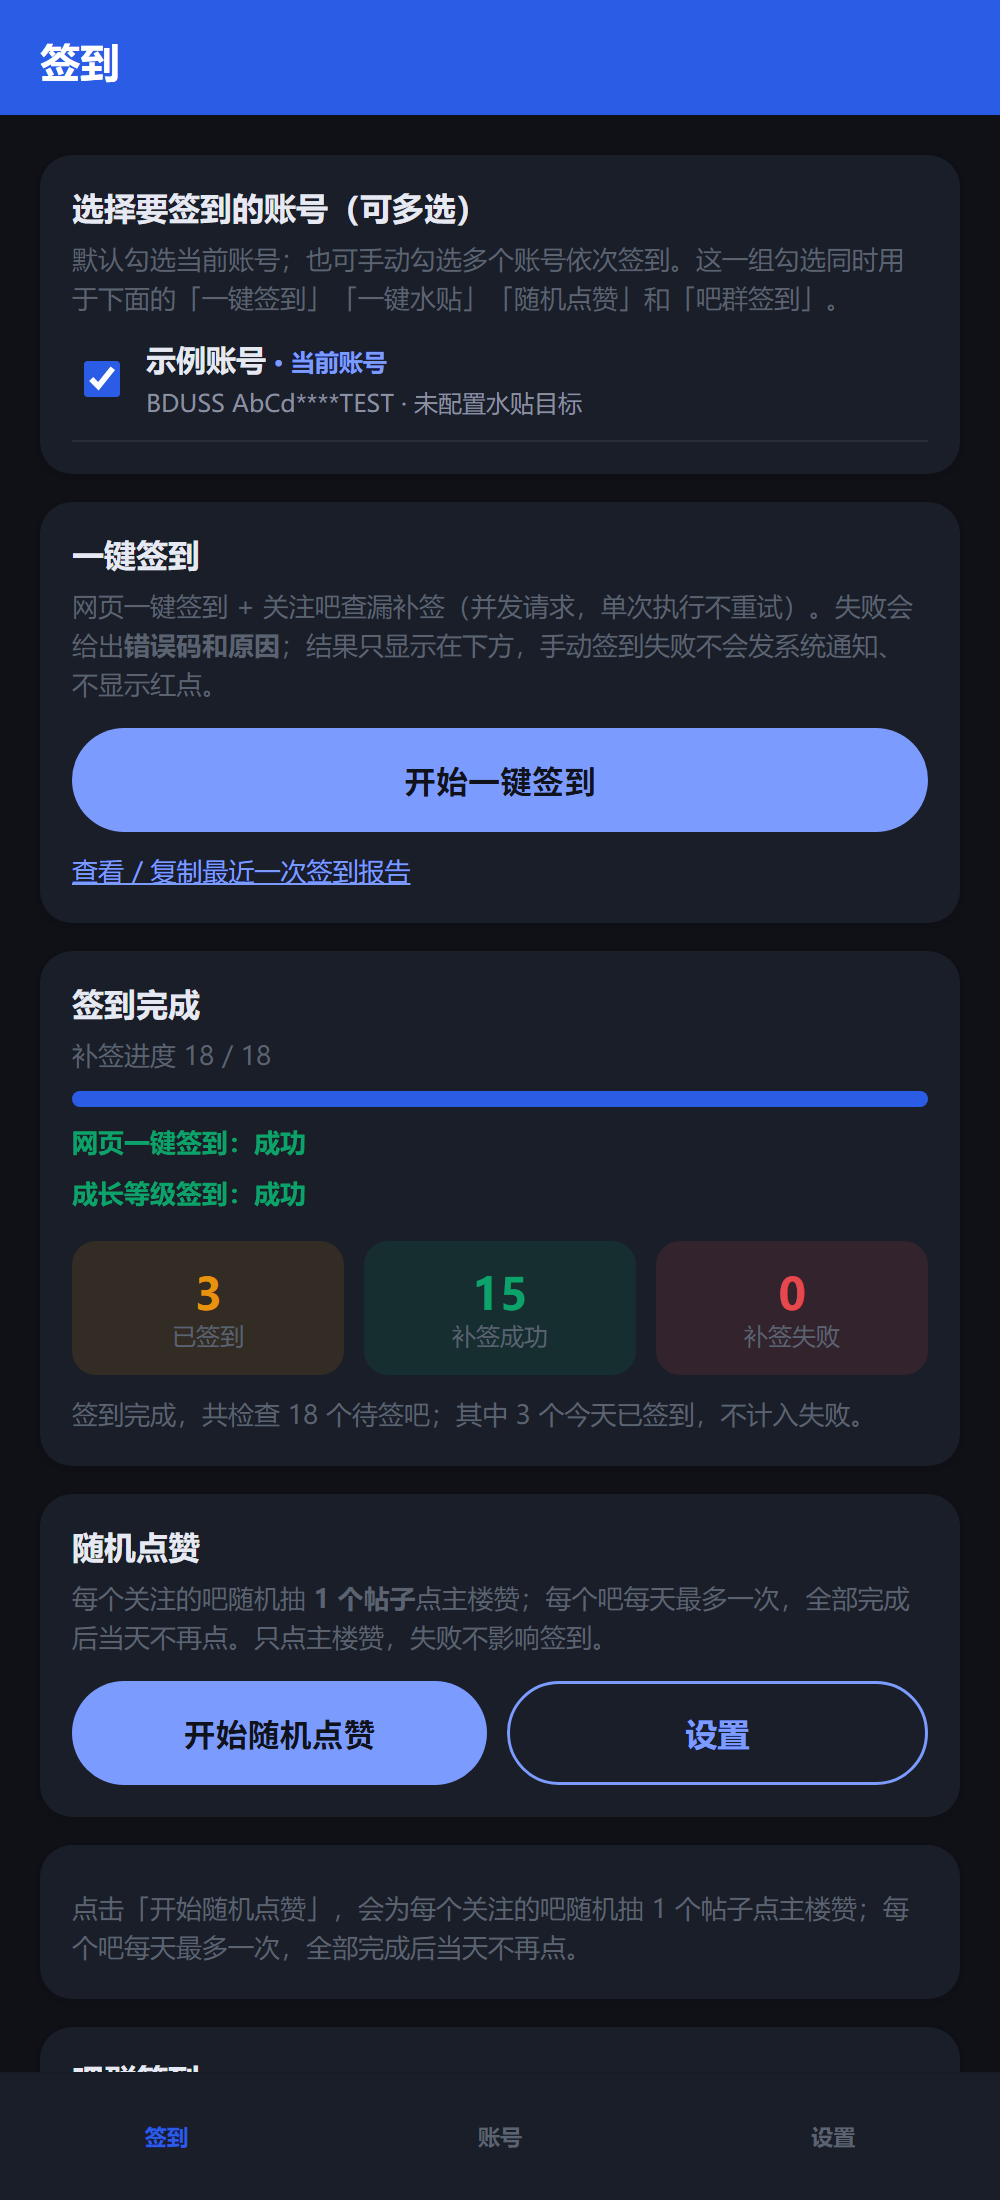 签到
选择要签到的账号（可多选）
默认勾选当前账号；也可手动勾选多个账号依次签到。这一组勾选同时用
于下面的「一键签到」「一键水贴」「随机点赞」和「吧群签到」。
示例账号 · 当前账号
BDUSS AbCd****TEST · 未配置水贴目标
一键签到
网页一键签到 + 关注吧查漏补签（并发请求，单次执行不重试）。失败会
给出错误码和原因；结果只显示在下方，手动签到失败不会发系统通知、
不显示红点。
开始一键签到
查看 / 复制最近一次签到报告
签到完成
补签进度 18 / 18
网页一键签到：成功
成长等级签到：成功
3
已签到
15
补签成功
0
补签失败
签到完成，共检查 18 个待签吧；其中 3 个今天已签到，不计入失败。
随机点赞
每个关注的吧随机抽 1 个帖子点主楼赞；每个吧每天最多一次，全部完成
后当天不再点。只点主楼赞，失败不影响签到。
开始随机点赞
设置
点击「开始随机点赞」，会为每个关注的吧随机抽 1 个帖子点主楼赞；每
个吧每天最多一次，全部完成后当天不再点。
签到
账号
设置